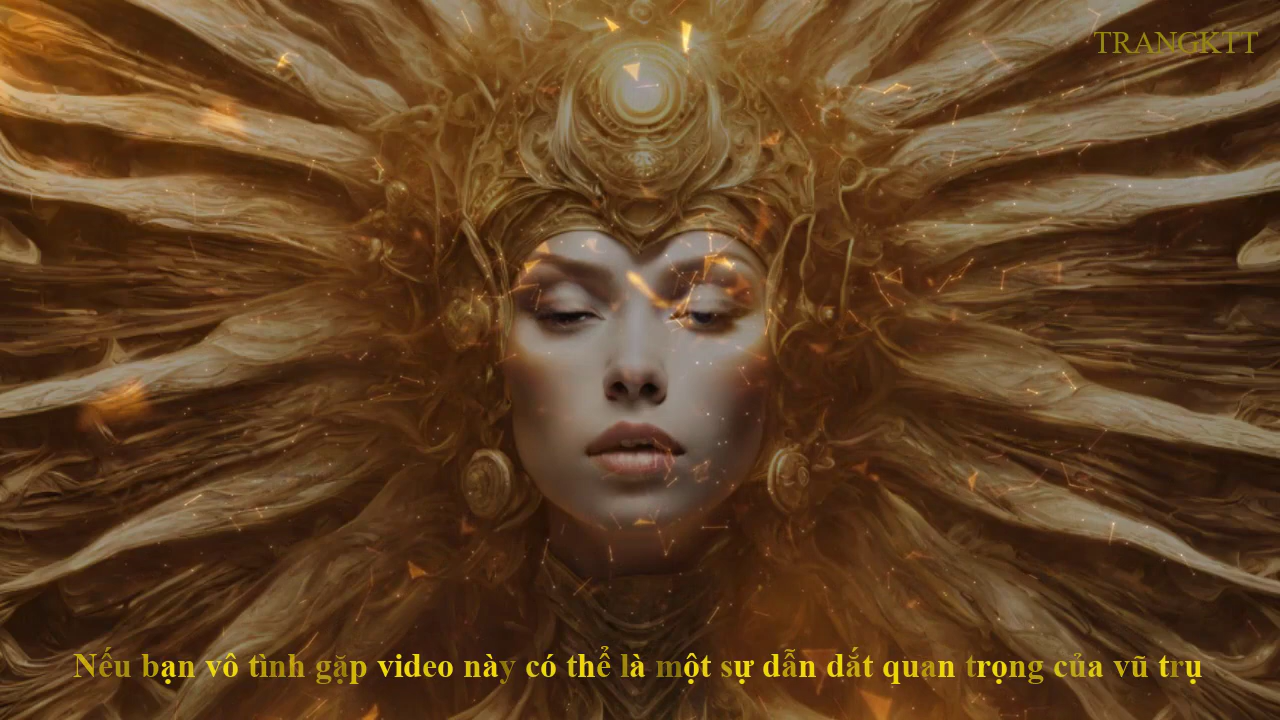 TRANGKTT
Nếu bạn vô tình gặp video này có thể là một sự dẫn dắt quan trọng của vũ trụ